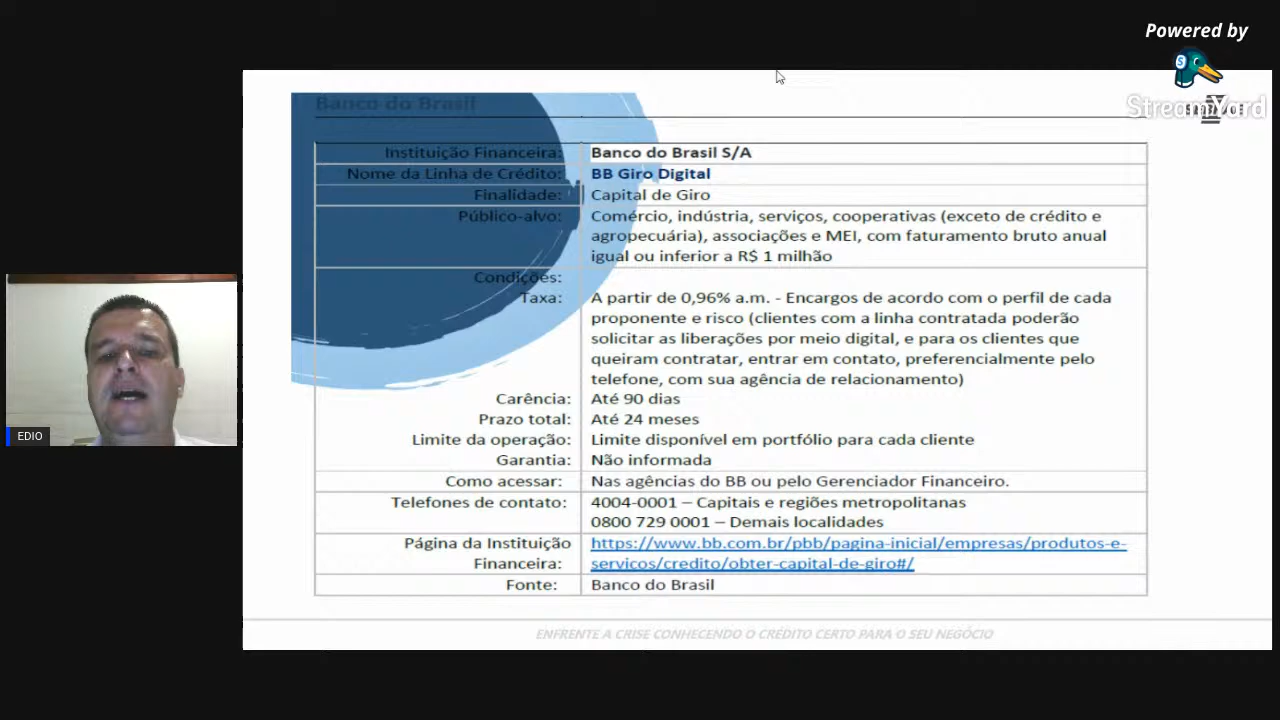 Powered by
StreamYard
Banco do Brasil
Instituição Financeira: Banco do Brasil S/A
Nome da Linha de Crédito: BB Giro Digital
Finalidade: Capital de Giro
Público-alvo: Comércio, indústria, serviços, cooperativas (exceto de crédito e
agropecuária), associações e MEI, com faturamento bruto anual
igual ou inferior a R$ 1 milhão
Condições:
Taxa: A partir de 0,96% a.m. - Encargos de acordo com o perfil de cada
proponente e risco (clientes com a linha contratada poderão
solicitar as liberações por meio digital, e para os clientes que
queiram contratar, entrar em contato, preferencialmente pelo
telefone, com sua agência de relacionamento)
Carência: Até 90 dias
Prazo total: Até 24 meses
Limite da operação: Limite disponível em portfólio para cada cliente
Garantia: Não informada
Como acessar: Nas agências do BB ou pelo Gerenciador Financeiro.
Telefones de contato: 4004-0001 – Capitais e regiões metropolitanas
0800 729 0001 – Demais localidades
Página da Instituição https://www.bb.com.br/pbb/pagina-inicial/empresas/produtos-e-
Financeira: servicos/credito/obter-capital-de-giro#/
Fonte: Banco do Brasil
ENFRENTE A CRISE CONHECENDO O CRÉDITO CERTO PARA O SEU NEGÓCIO
EDIO